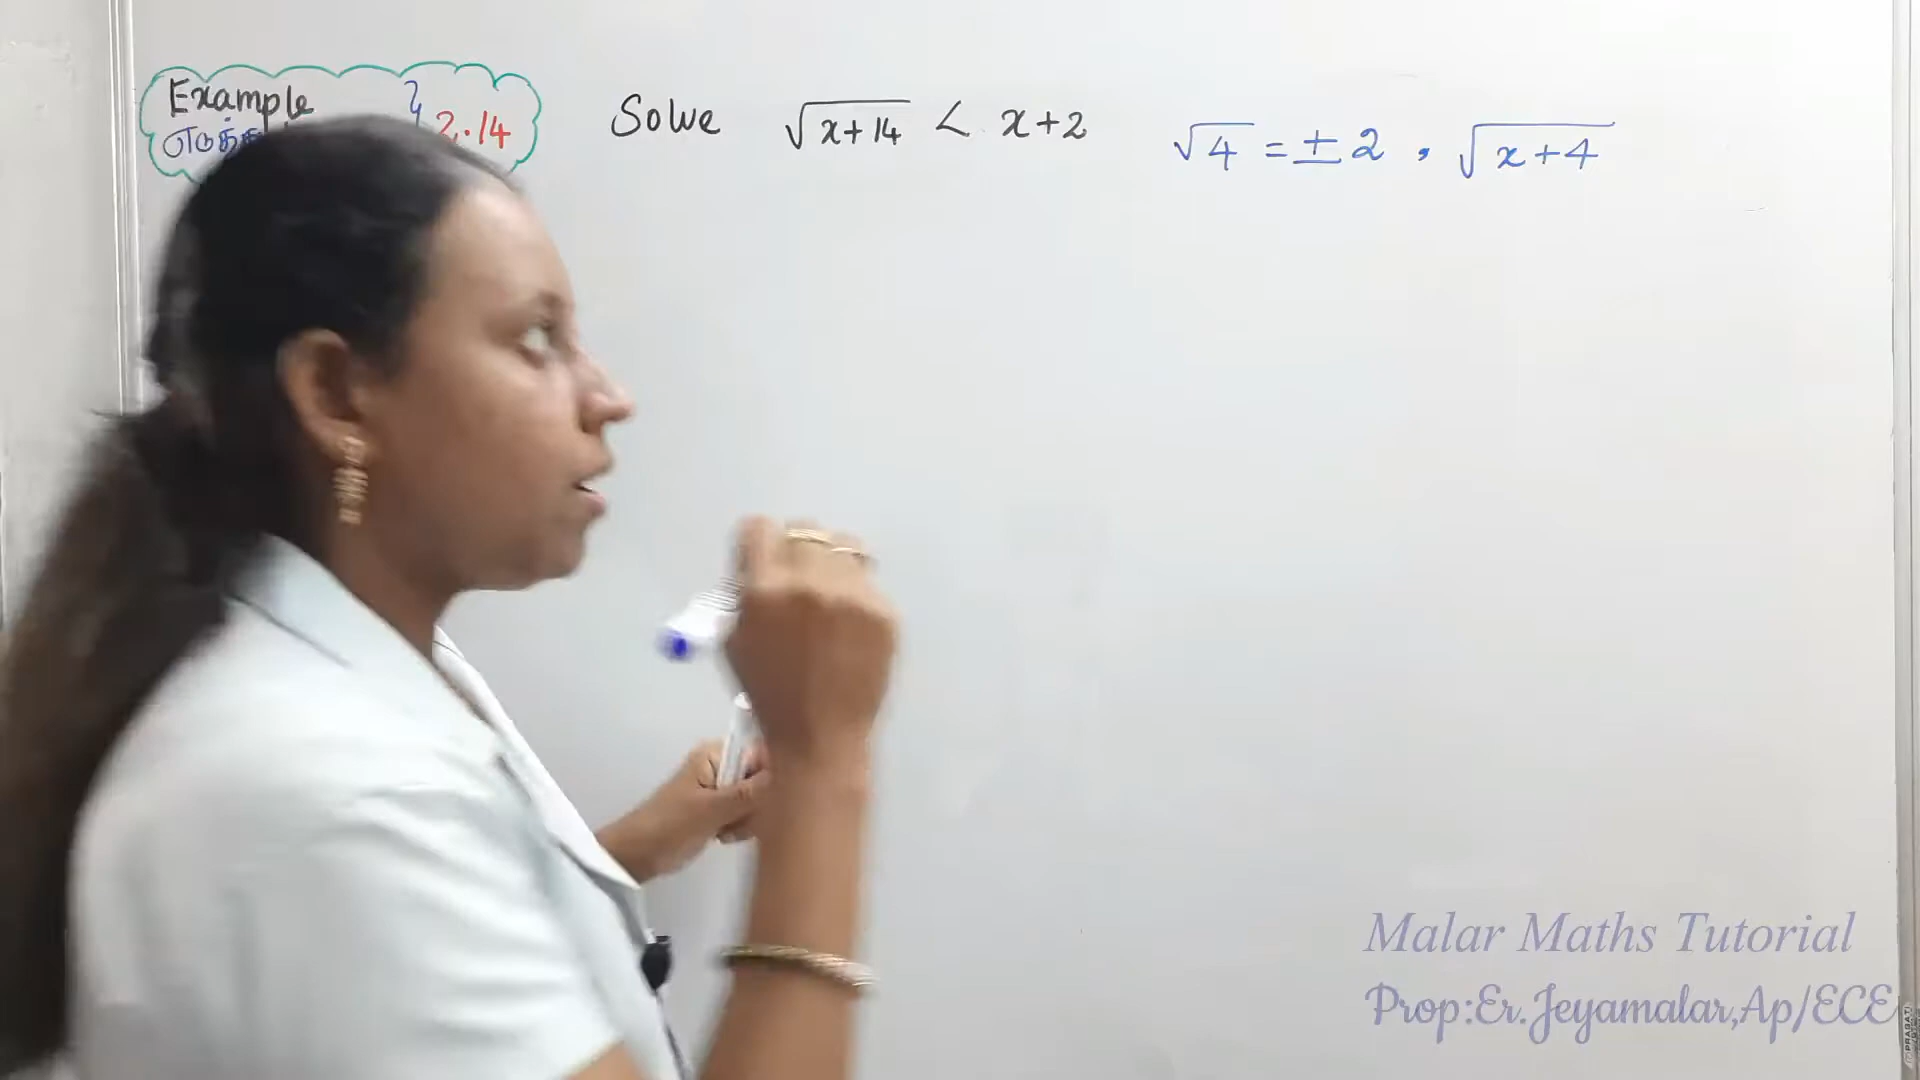 Example
2.14
Solve √x+14 < x+2
√4 = ± 2 , √x+4
Malar Maths Tutorial
Prop:Er.Jeyamalar,Ap/ECE